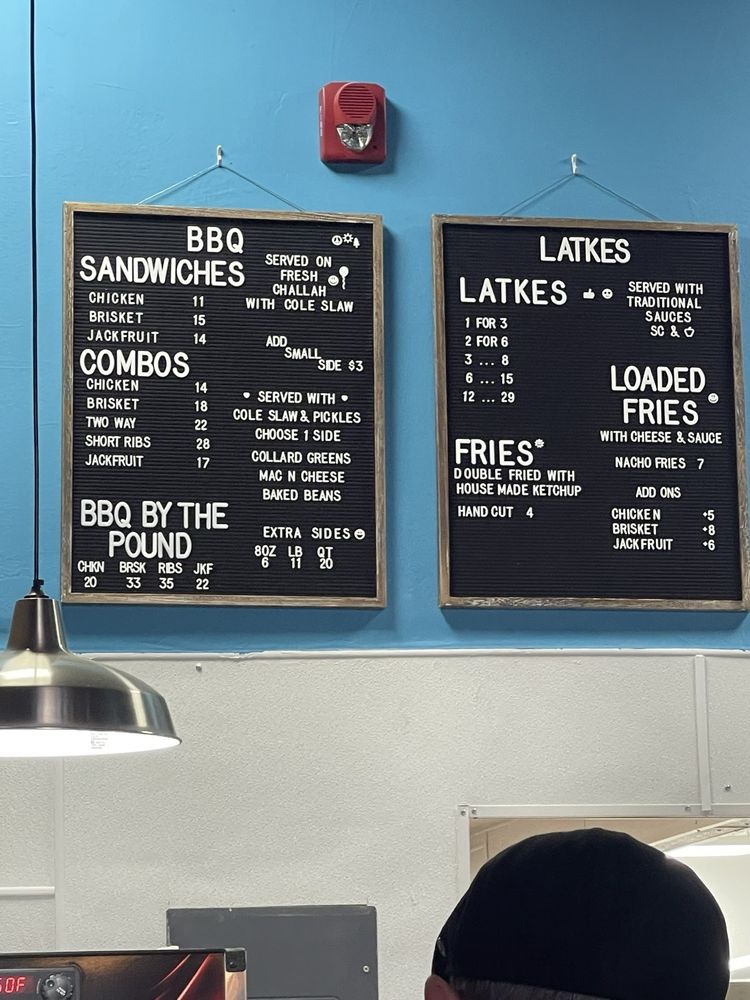 BBQ
SANDWICHES
CHICKEN 11
BRISKET 15
JACKFRUIT 14
SERVED ON
FRESH
CHALLAH
WITH COLE SLAW
ADD
SMALL
SIDE $3
COMBOS
CHICKEN 14
BRISKET 18
TWO WAY 22
SHORT RIBS 28
JACKFRUIT 17
SERVED WITH
COLE SLAW & PICKLES
CHOOSE 1 SIDE
COLLARD GREENS
MAC N CHEESE
BAKED BEANS
BBQ BY THE
POUND
CHKN BRSK RIBS JKF
20 33 35 22
EXTRA SIDES
8OZ LB QT
6 11 20
LATKES
LATKES
1 FOR 3
2 FOR 6
3 ... 8
6 ... 15
12 ... 29
SERVED WITH
TRADITIONAL
SAUCES
SC &
FRIES*
DOUBLE FRIED WITH
HOUSE MADE KETCHUP
HAND CUT 4
LOADED
FRIES
WITH CHEESE & SAUCE
NACHO FRIES 7
ADD ONS
CHICKEN +5
BRISKET +8
JACKFRUIT +6